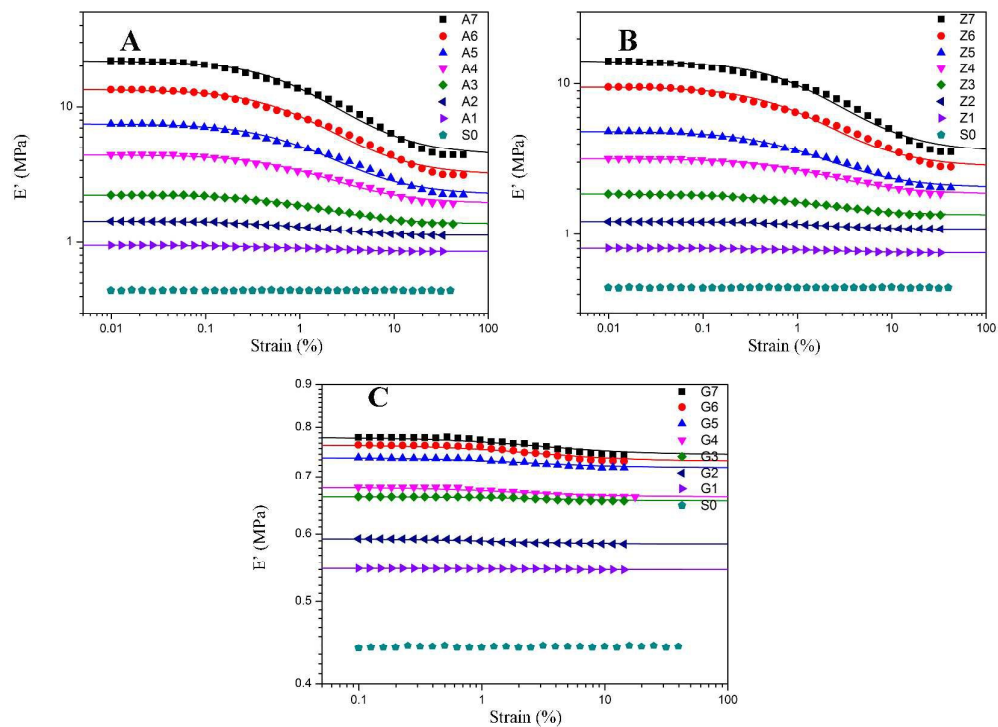 A
A7
A6
A5
A4
A3
A2
A1
S0
10
1
E' (MPa)
0.01 0.1 1 10 100
Strain (%)
B
Z7
Z6
Z5
Z4
Z3
Z2
Z1
S0
10
1
E' (MPa)
0.01 0.1 1 10 100
Strain (%)
C
G7
G6
G5
G4
G3
G2
G1
S0
0.9
0.8
0.7
0.6
0.5
0.4
E' (MPa)
0.1 1 10 100
Strain (%)